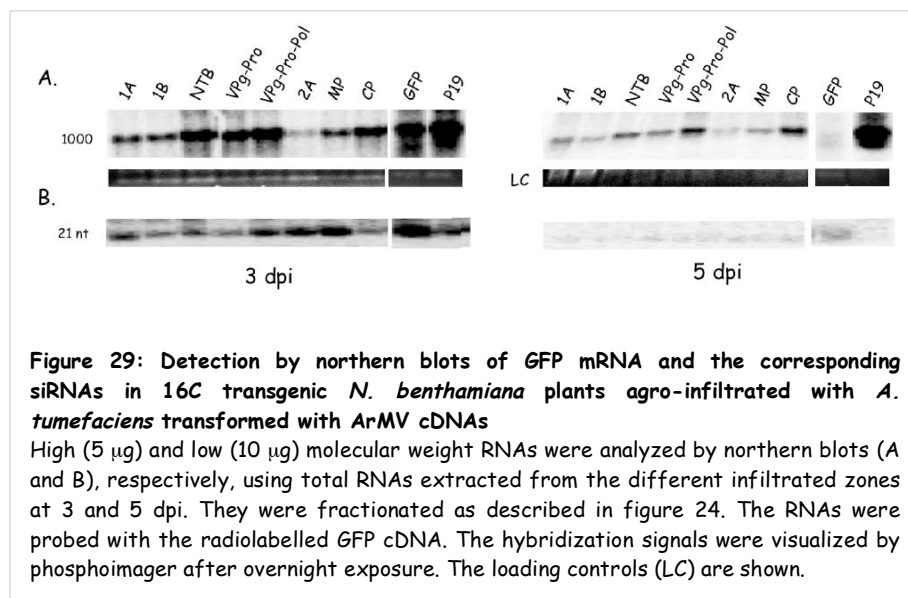 A.
1A 1B NTB VPg-Pro VPg-Pro-Pol 2A MP CP GFP P19
1A 1B NTB VPg-Pro VPg-Pro-Pol 2A MP CP GFP P19
1000
LC
B.
21 nt
3 dpi
5 dpi
Figure 29: Detection by northern blots of GFP mRNA and the corresponding
siRNAs in 16C transgenic N. benthamiana plants agro-infiltrated with A.
tumefaciens transformed with ArMV cDNAs
High (5 μg) and low (10 μg) molecular weight RNAs were analyzed by northern blots (A
and B), respectively, using total RNAs extracted from the different infiltrated zones
at 3 and 5 dpi. They were fractionated as described in figure 24. The RNAs were
probed with the radiolabelled GFP cDNA. The hybridization signals were visualized by
phosphoimager after overnight exposure. The loading controls (LC) are shown.